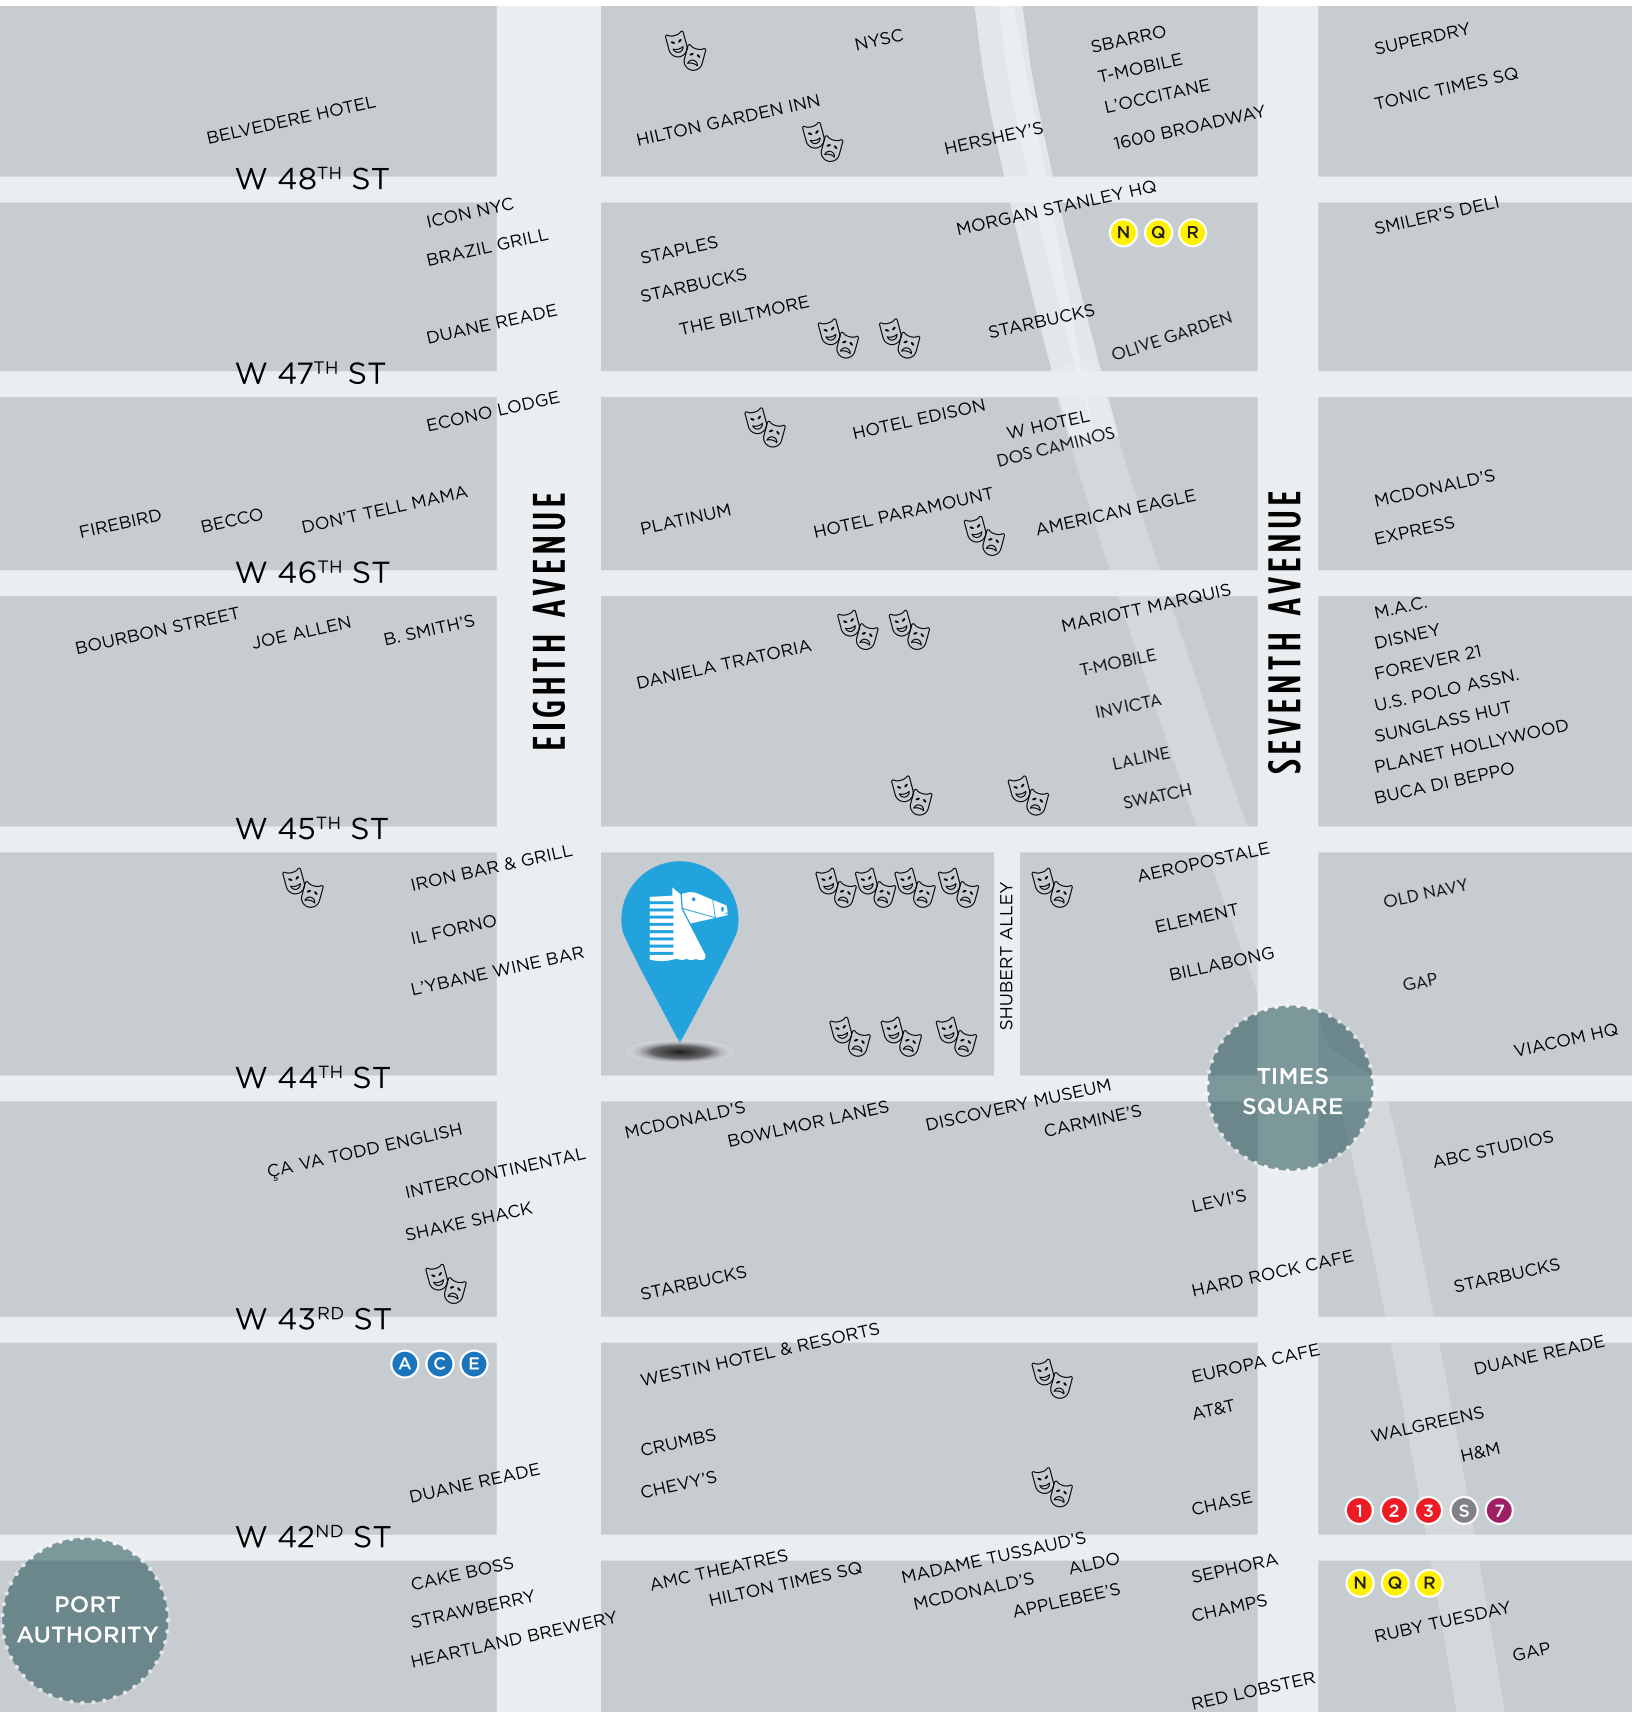 NYSC
SBARRO
T-MOBILE
L'OCCITANE
1600 BROADWAY
SUPERDRY
TONIC TIMES SQ
BELVEDERE HOTEL
HILTON GARDEN INN
HERSHEY'S
W 48TH ST
ICON NYC
BRAZIL GRILL
DUANE READE
STAPLES
STARBUCKS
THE BILTMORE
MORGAN STANLEY HQ
N Q R
STARBUCKS
OLIVE GARDEN
SMILER'S DELI
W 47TH ST
ECONO LODGE
HOTEL EDISON
W HOTEL
DOS CAMINOS
FIREBIRD
BECCO
DON'T TELL MAMA
PLATINUM
HOTEL PARAMOUNT
AMERICAN EAGLE
MCDONALD'S
EXPRESS
EIGHTH AVENUE
SEVENTH AVENUE
W 46TH ST
BOURBON STREET
JOE ALLEN
B. SMITH'S
DANIELA TRATORIA
MARIOTT MARQUIS
T-MOBILE
INVICTA
LALINE
SWATCH
M.A.C.
DISNEY
FOREVER 21
U.S. POLO ASSN.
SUNGLASS HUT
PLANET HOLLYWOOD
BUCA DI BEPPO
W 45TH ST
IRON BAR & GRILL
IL FORNO
L'YBANE WINE BAR
SHUBERT ALLEY
AEROPOSTALE
ELEMENT
BILLABONG
OLD NAVY
GAP
VIACOM HQ
TIMES
SQUARE
W 44TH ST
ÇA VA TODD ENGLISH
INTERCONTINENTAL
SHAKE SHACK
MCDONALD'S
BOWLMOR LANES
DISCOVERY MUSEUM
CARMINE'S
ABC STUDIOS
LEVI'S
HARD ROCK CAFE
STARBUCKS
STARBUCKS
W 43RD ST
A C E
WESTIN HOTEL & RESORTS
CRUMBS
CHEVY'S
DUANE READE
EUROPA CAFE
AT&T
CHASE
DUANE READE
WALGREENS
H&M
1 2 3 S 7
W 42ND ST
PORT
AUTHORITY
CAKE BOSS
STRAWBERRY
HEARTLAND BREWERY
AMC THEATRES
HILTON TIMES SQ
MADAME TUSSAUD'S
MCDONALD'S
ALDO
APPLEBEE'S
SEPHORA
CHAMPS
RED LOBSTER
N Q R
RUBY TUESDAY
GAP